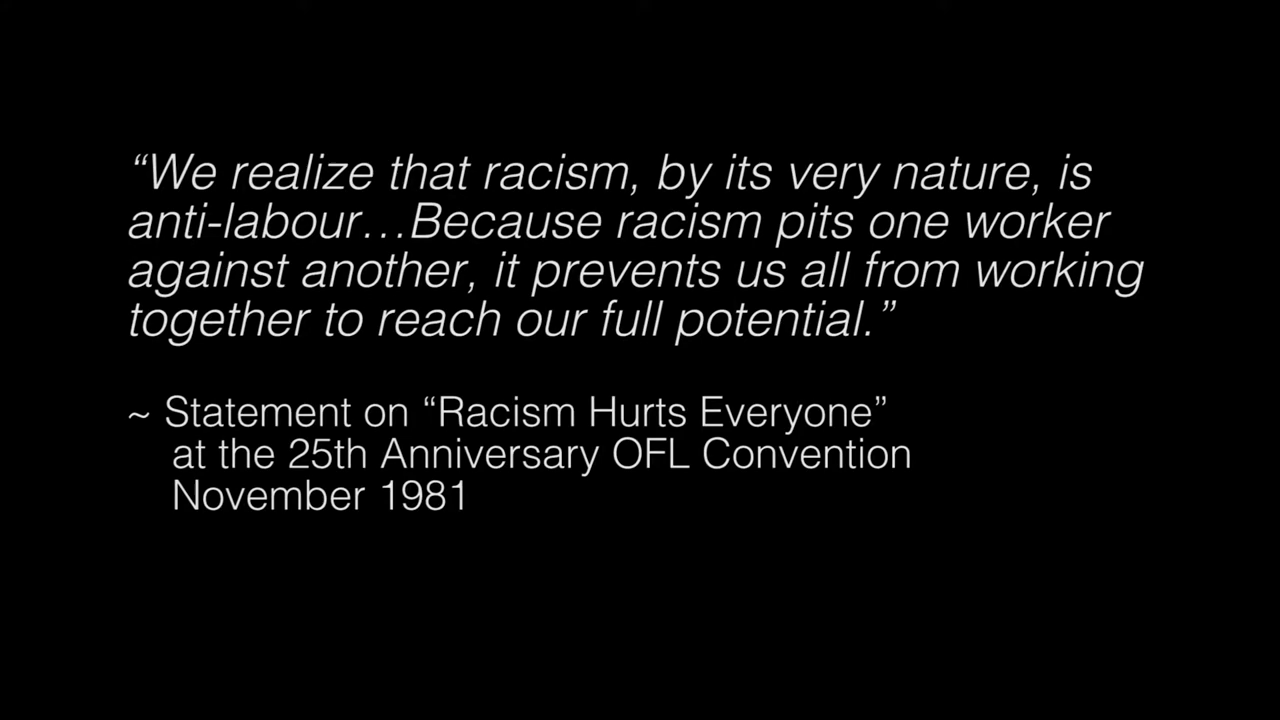 “We realize that racism, by its very nature, is
anti-labour…Because racism pits one worker
against another, it prevents us all from working
together to reach our full potential.”
~ Statement on “Racism Hurts Everyone”
at the 25th Anniversary OFL Convention
November 1981